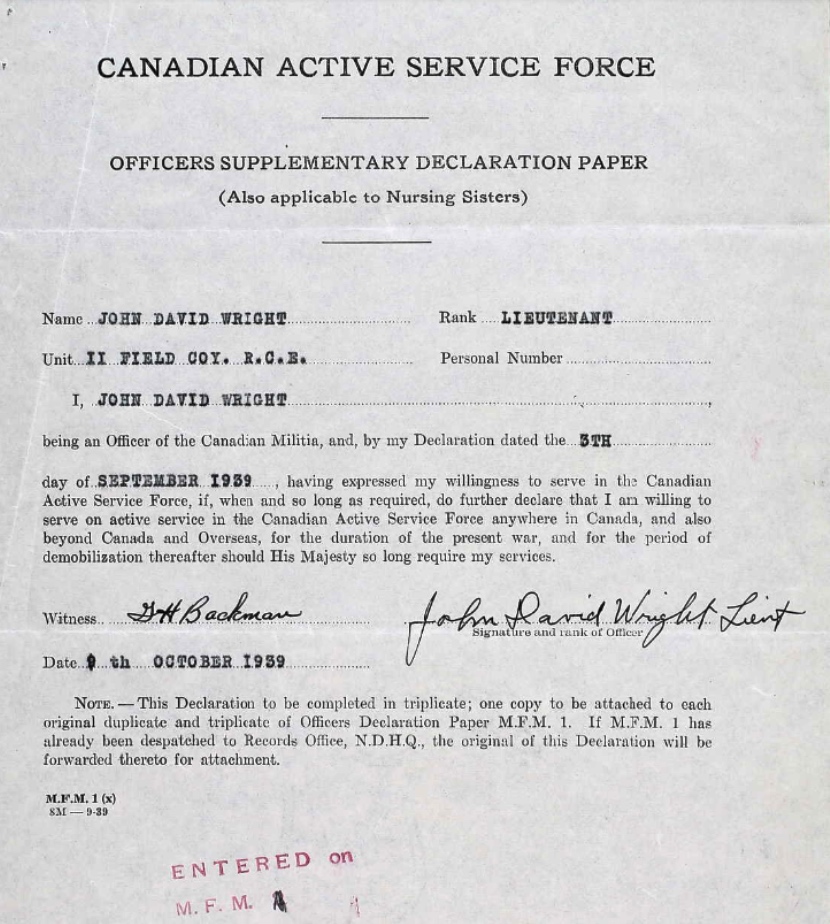 CANADIAN ACTIVE SERVICE FORCE
OFFICERS SUPPLEMENTARY DECLARATION PAPER
(Also applicable to Nursing Sisters)
Name JOHN DAVID WRIGHT Rank LIEUTENANT
Unit II FIELD COY. R.C.E. Personal Number
I, JOHN DAVID WRIGHT ,
being an Officer of the Canadian Militia, and, by my Declaration dated the 3TH
day of SEPTEMBER 1939, having expressed my willingness to serve in the Canadian
Active Service Force, if, when and so long as required, do further declare that I am willing to
serve on active service in the Canadian Active Service Force anywhere in Canada, and also
beyond Canada and Overseas, for the duration of the present war, and for the period of
demobilization thereafter should His Majesty so long require my services.
Witness GH Backman John David Wright Lieut
Signature and rank of Officer
Date 9 th OCTOBER 1939
NOTE. — This Declaration to be completed in triplicate; one copy to be attached to each
original duplicate and triplicate of Officers Declaration Paper M.F.M. 1. If M.F.M. 1 has
already been despatched to Records Office, N.D.H.Q., the original of this Declaration will be
forwarded thereto for attachment.
M.F.M. 1 (x)
8M — 9-39
ENTERED on
M. F. M.